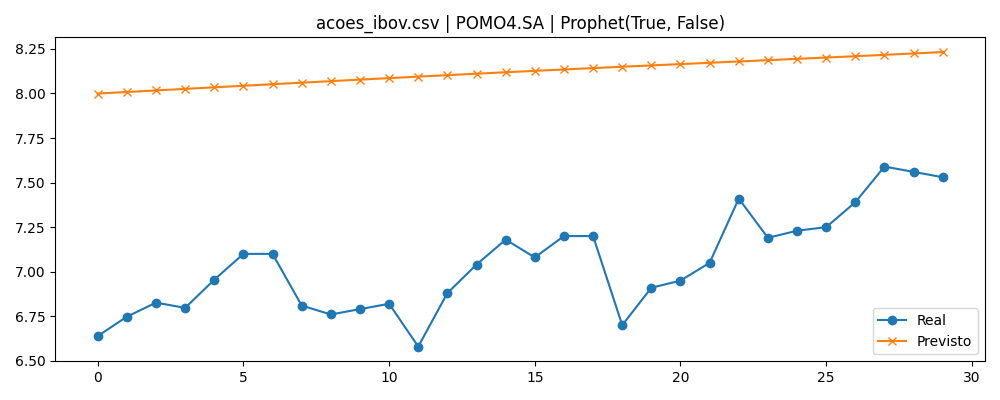 acoes_ibov.csv | POMO4.SA | Prophet(True, False)
8.25
8.00
7.75
7.50
7.25
7.00
6.75
6.50
0 5 10 15 20 25 30
Real
Previsto